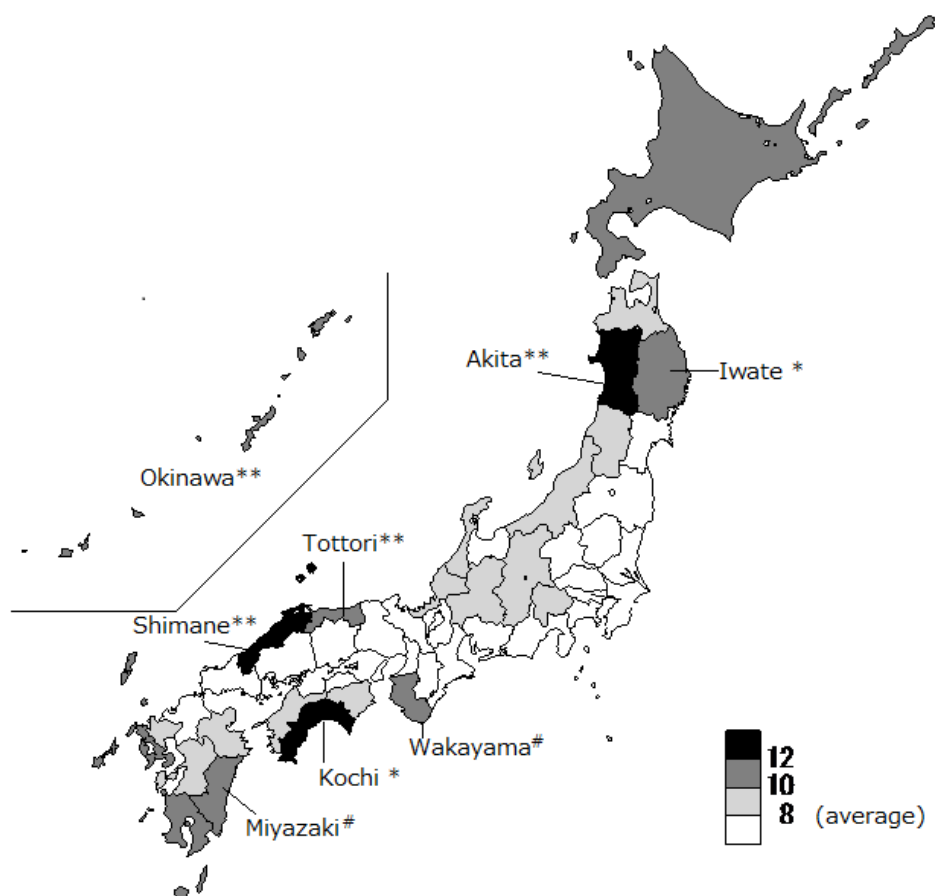 Akita**
Iwate *
Okinawa**
Tottori**
Shimane**
Wakayama#
Kochi *
Miyazaki#
12
10
8 (average)